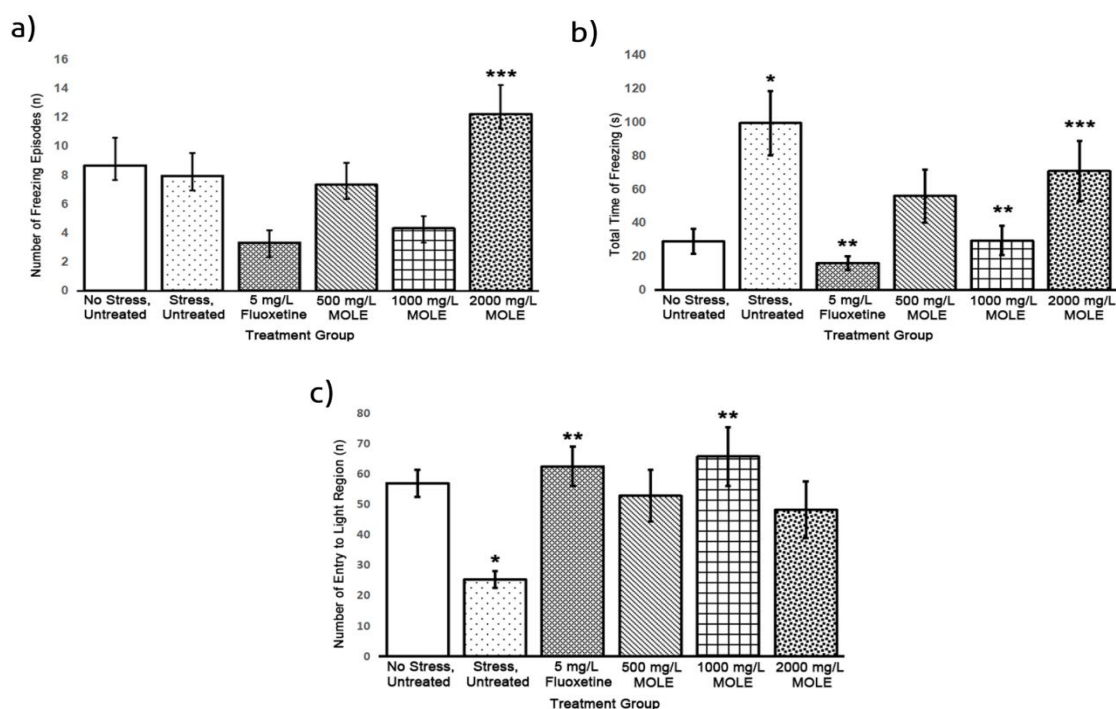 a)
Number of Freezing Episodes (n)
16
14
12
10
8
6
4
2
0
***
No Stress, Stress, 5 mg/L 500 mg/L 1000 mg/L 2000 mg/L
Untreated Untreated Fluoxetine MOLE MOLE MOLE
Treatment Group
b)
Total Time of Freezing (s)
140
120
100
80
60
40
20
0
*
**
**
***
No Stress, Stress, 5 mg/L 500 mg/L 1000 mg/L 2000 mg/L
Untreated Untreated Fluoxetine MOLE MOLE MOLE
Treatment Group
c)
Number of Entry to Light Region (n)
80
70
60
50
40
30
20
10
0
*
**
**
No Stress, Stress, 5 mg/L 500 mg/L 1000 mg/L 2000 mg/L
Untreated Untreated Fluoxetine MOLE MOLE MOLE
Treatment Group